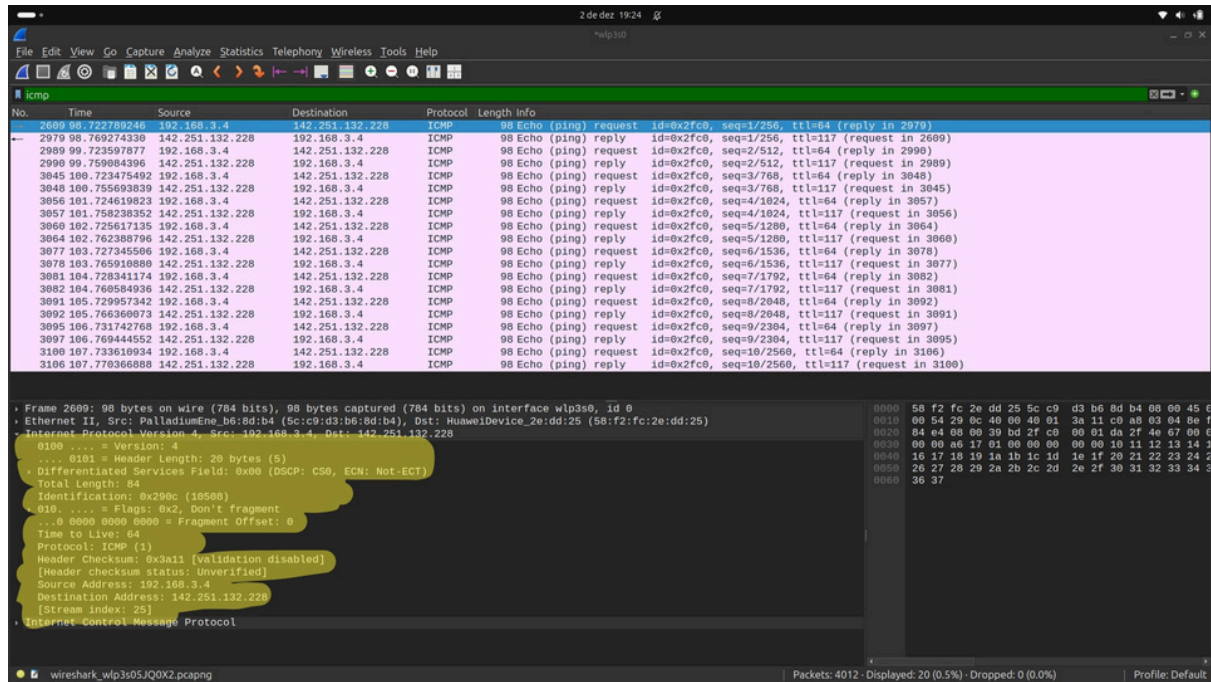 2 de dez 19:24
*wlp3s0
File Edit View Go Capture Analyze Statistics Telephony Wireless Tools Help
icmp
No. Time Source Destination Protocol Length Info
2609 98.722789246 192.168.3.4 142.251.132.228 ICMP 98 Echo (ping) request id=0x2fc0, seq=1/256, ttl=64 (reply in 2979)
2979 98.769274330 142.251.132.228 192.168.3.4 ICMP 98 Echo (ping) reply id=0x2fc0, seq=1/256, ttl=117 (request in 2609)
2989 99.723597877 192.168.3.4 142.251.132.228 ICMP 98 Echo (ping) request id=0x2fc0, seq=2/512, ttl=64 (reply in 2990)
2990 99.759084396 142.251.132.228 192.168.3.4 ICMP 98 Echo (ping) reply id=0x2fc0, seq=2/512, ttl=117 (request in 2989)
3045 100.723475492 192.168.3.4 142.251.132.228 ICMP 98 Echo (ping) request id=0x2fc0, seq=3/768, ttl=64 (reply in 3048)
3048 100.755693839 142.251.132.228 192.168.3.4 ICMP 98 Echo (ping) reply id=0x2fc0, seq=3/768, ttl=117 (request in 3045)
3056 101.724619823 192.168.3.4 142.251.132.228 ICMP 98 Echo (ping) request id=0x2fc0, seq=4/1024, ttl=64 (reply in 3057)
3057 101.758238352 142.251.132.228 192.168.3.4 ICMP 98 Echo (ping) reply id=0x2fc0, seq=4/1024, ttl=117 (request in 3056)
3060 102.725617135 192.168.3.4 142.251.132.228 ICMP 98 Echo (ping) request id=0x2fc0, seq=5/1280, ttl=64 (reply in 3064)
3064 102.762388796 142.251.132.228 192.168.3.4 ICMP 98 Echo (ping) reply id=0x2fc0, seq=5/1280, ttl=117 (request in 3060)
3077 103.727345506 192.168.3.4 142.251.132.228 ICMP 98 Echo (ping) request id=0x2fc0, seq=6/1536, ttl=64 (reply in 3078)
3078 103.765910880 142.251.132.228 192.168.3.4 ICMP 98 Echo (ping) reply id=0x2fc0, seq=6/1536, ttl=117 (request in 3077)
3081 104.728341174 192.168.3.4 142.251.132.228 ICMP 98 Echo (ping) request id=0x2fc0, seq=7/1792, ttl=64 (reply in 3082)
3082 104.760584936 142.251.132.228 192.168.3.4 ICMP 98 Echo (ping) reply id=0x2fc0, seq=7/1792, ttl=117 (request in 3081)
3091 105.729957342 192.168.3.4 142.251.132.228 ICMP 98 Echo (ping) request id=0x2fc0, seq=8/2048, ttl=64 (reply in 3092)
3092 105.766360073 142.251.132.228 192.168.3.4 ICMP 98 Echo (ping) reply id=0x2fc0, seq=8/2048, ttl=117 (request in 3091)
3095 106.731742768 192.168.3.4 142.251.132.228 ICMP 98 Echo (ping) request id=0x2fc0, seq=9/2304, ttl=64 (reply in 3097)
3097 106.769444552 142.251.132.228 192.168.3.4 ICMP 98 Echo (ping) reply id=0x2fc0, seq=9/2304, ttl=117 (request in 3095)
3100 107.733610934 192.168.3.4 142.251.132.228 ICMP 98 Echo (ping) request id=0x2fc0, seq=10/2560, ttl=64 (reply in 3106)
3106 107.770366888 142.251.132.228 192.168.3.4 ICMP 98 Echo (ping) reply id=0x2fc0, seq=10/2560, ttl=117 (request in 3100)
Frame 2609: 98 bytes on wire (784 bits), 98 bytes captured (784 bits) on interface wlp3s0, id 0
Ethernet II, Src: PalladiumEne_b6:8d:b4 (5c:c9:d3:b6:8d:b4), Dst: HuaweiDevice_2e:dd:25 (58:f2:fc:2e:dd:25)
Internet Protocol Version 4, Src: 192.168.3.4, Dst: 142.251.132.228
0100 .... = Version: 4
.... 0101 = Header Length: 20 bytes (5)
Differentiated Services Field: 0x00 (DSCP: CS0, ECN: Not-ECT)
Total Length: 84
Identification: 0x290c (10508)
010. .... = Flags: 0x2, Don't fragment
...0 0000 0000 0000 = Fragment Offset: 0
Time to Live: 64
Protocol: ICMP (1)
Header Checksum: 0x3a11 [validation disabled]
[Header checksum status: Unverified]
Source Address: 192.168.3.4
Destination Address: 142.251.132.228
[Stream index: 25]
Internet Control Message Protocol
0000 58 f2 fc 2e dd 25 5c c9 d3 b6 8d b4 08 00 45 0
0010 00 54 29 0c 40 00 40 01 3a 11 c0 a8 03 04 8e f
0020 84 e4 08 00 39 bd 2f c0 00 01 da 2f 4e 67 00 0
0030 00 00 a6 17 01 00 00 00 00 00 10 11 12 13 14 1
0040 16 17 18 19 1a 1b 1c 1d 1e 1f 20 21 22 23 24 2
0050 26 27 28 29 2a 2b 2c 2d 2e 2f 30 31 32 33 34 3
0060 36 37
wireshark_wlp3s05JQ0X2.pcapng
Packets: 4012 · Displayed: 20 (0.5%) · Dropped: 0 (0.0%)
Profile: Default